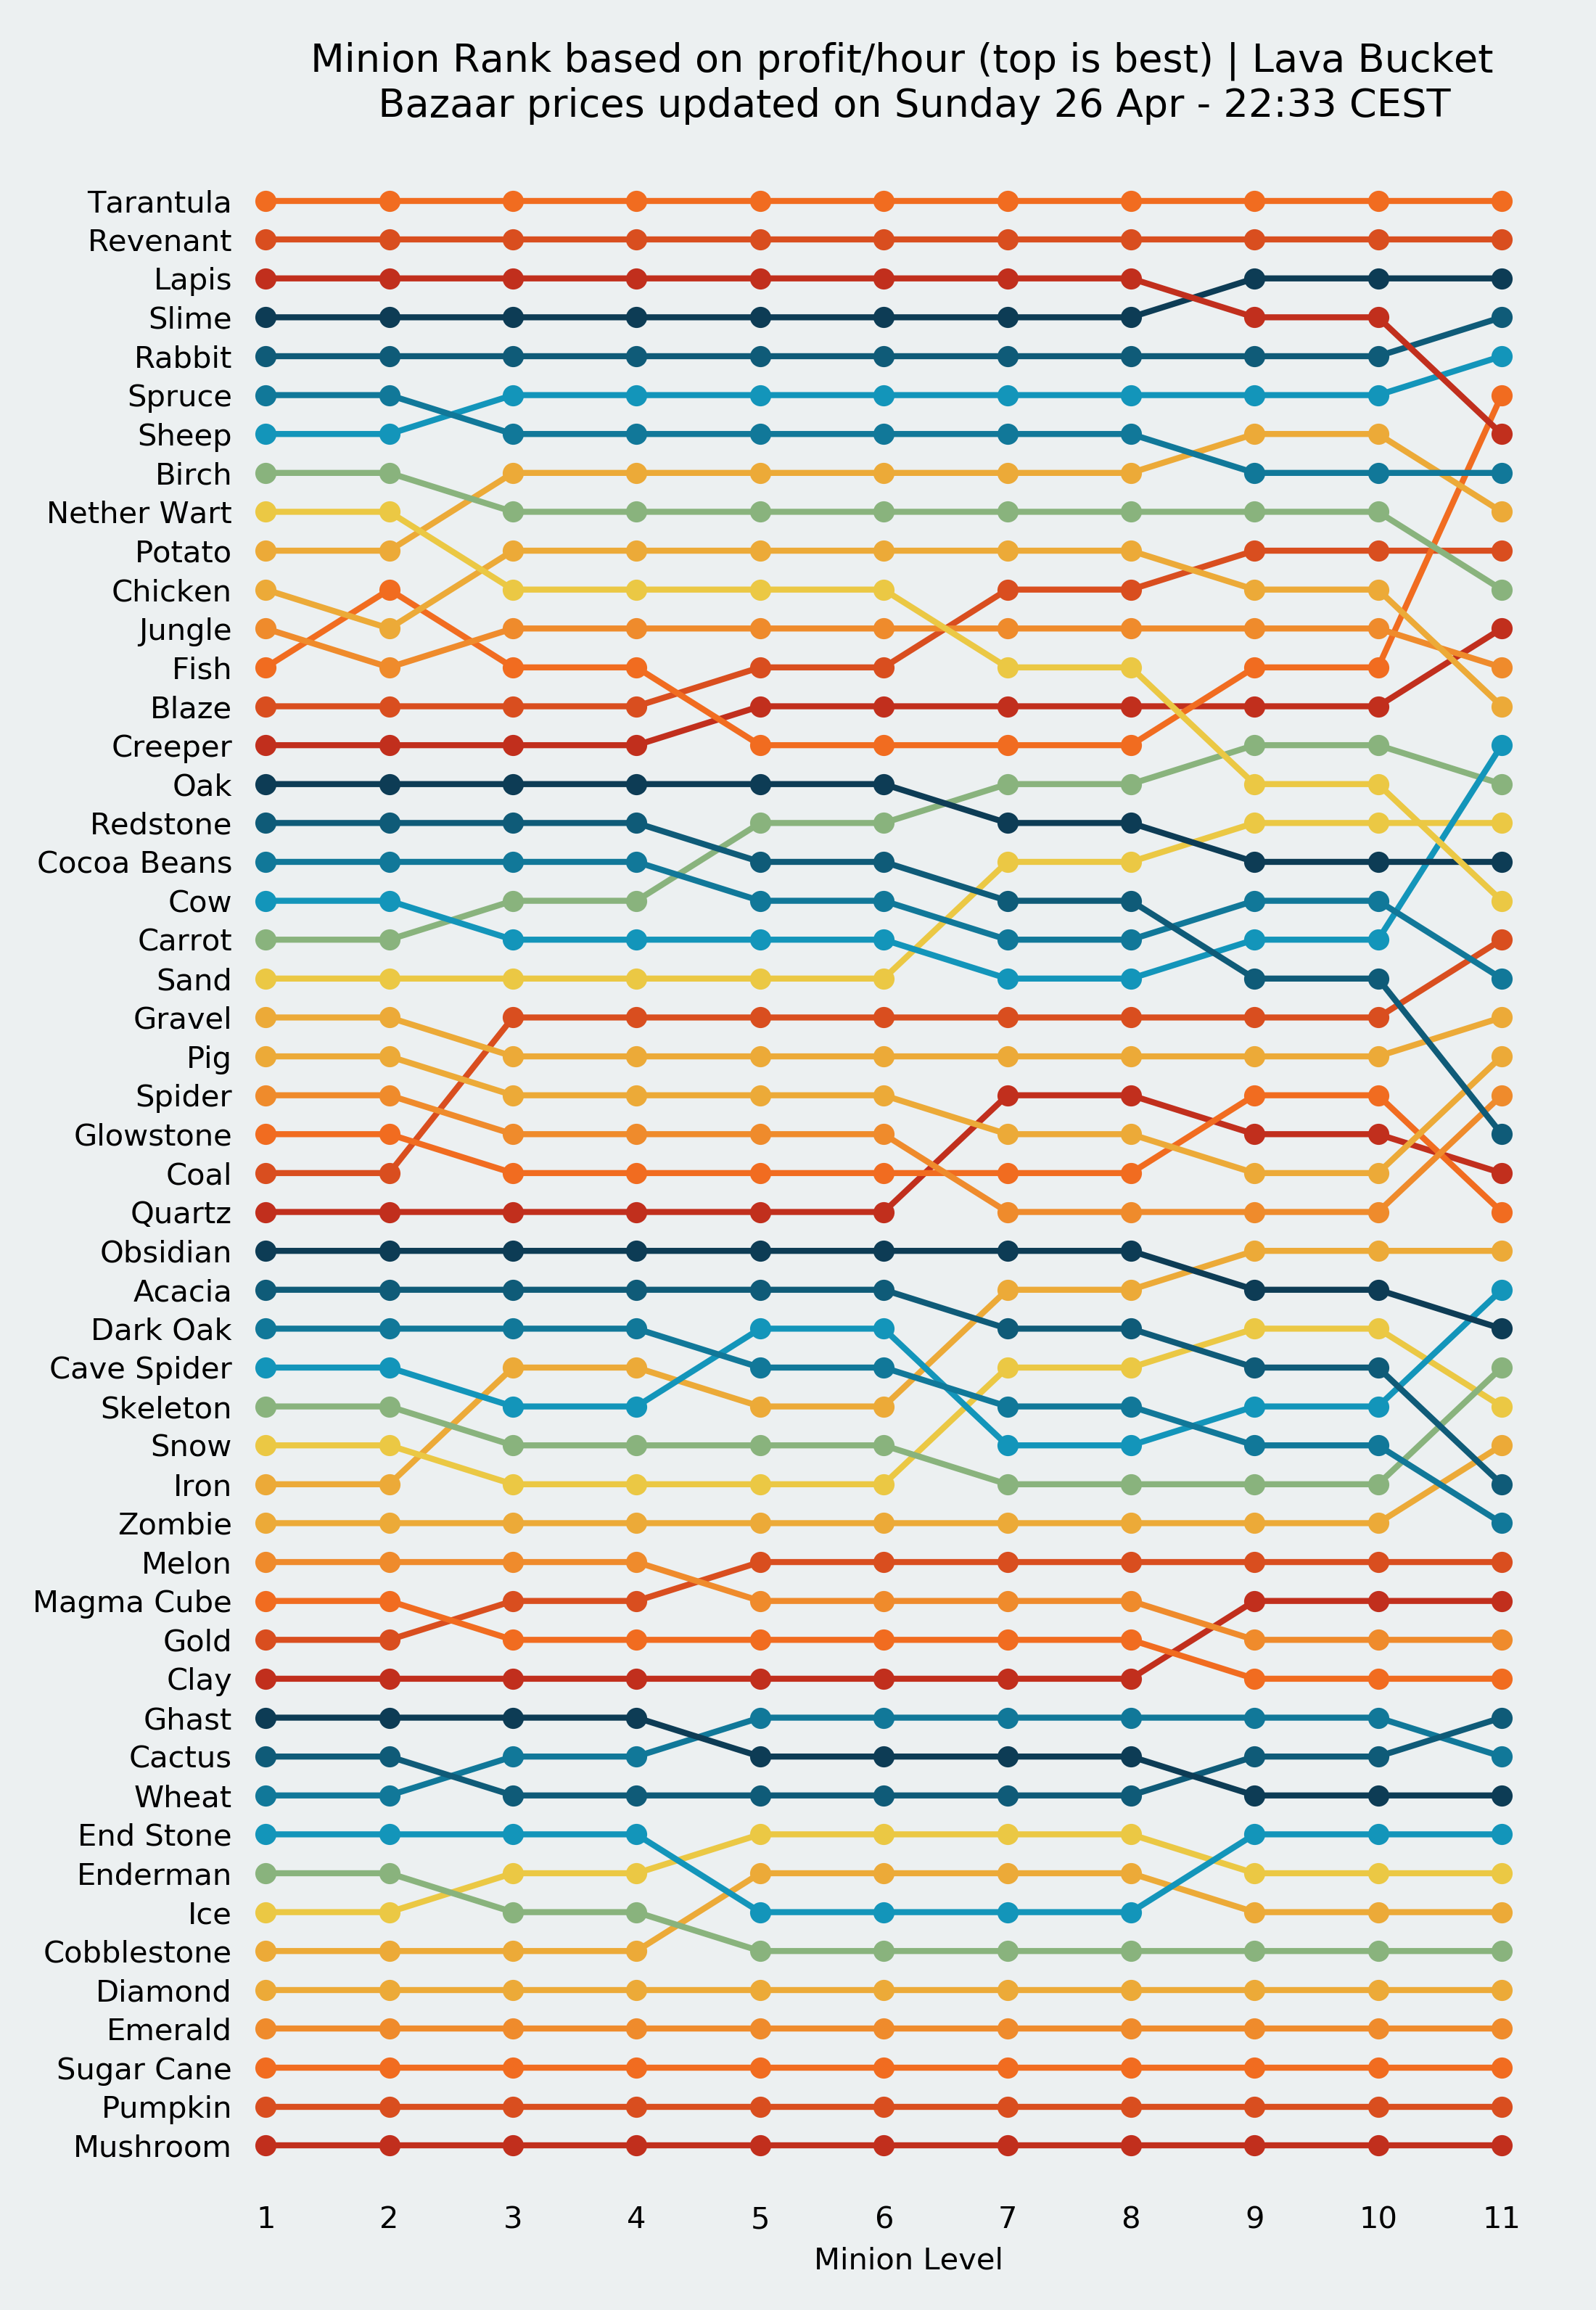 Minion Rank based on profit/hour (top is best) | Lava Bucket
Bazaar prices updated on Sunday 26 Apr - 22:33 CEST
Tarantula
Revenant
Lapis
Slime
Rabbit
Spruce
Sheep
Birch
Nether Wart
Potato
Chicken
Jungle
Fish
Blaze
Creeper
Oak
Redstone
Cocoa Beans
Cow
Carrot
Sand
Gravel
Pig
Spider
Glowstone
Coal
Quartz
Obsidian
Acacia
Dark Oak
Cave Spider
Skeleton
Snow
Iron
Zombie
Melon
Magma Cube
Gold
Clay
Ghast
Cactus
Wheat
End Stone
Enderman
Ice
Cobblestone
Diamond
Emerald
Sugar Cane
Pumpkin
Mushroom
1 2 3 4 5 6 7 8 9 10 11
Minion Level